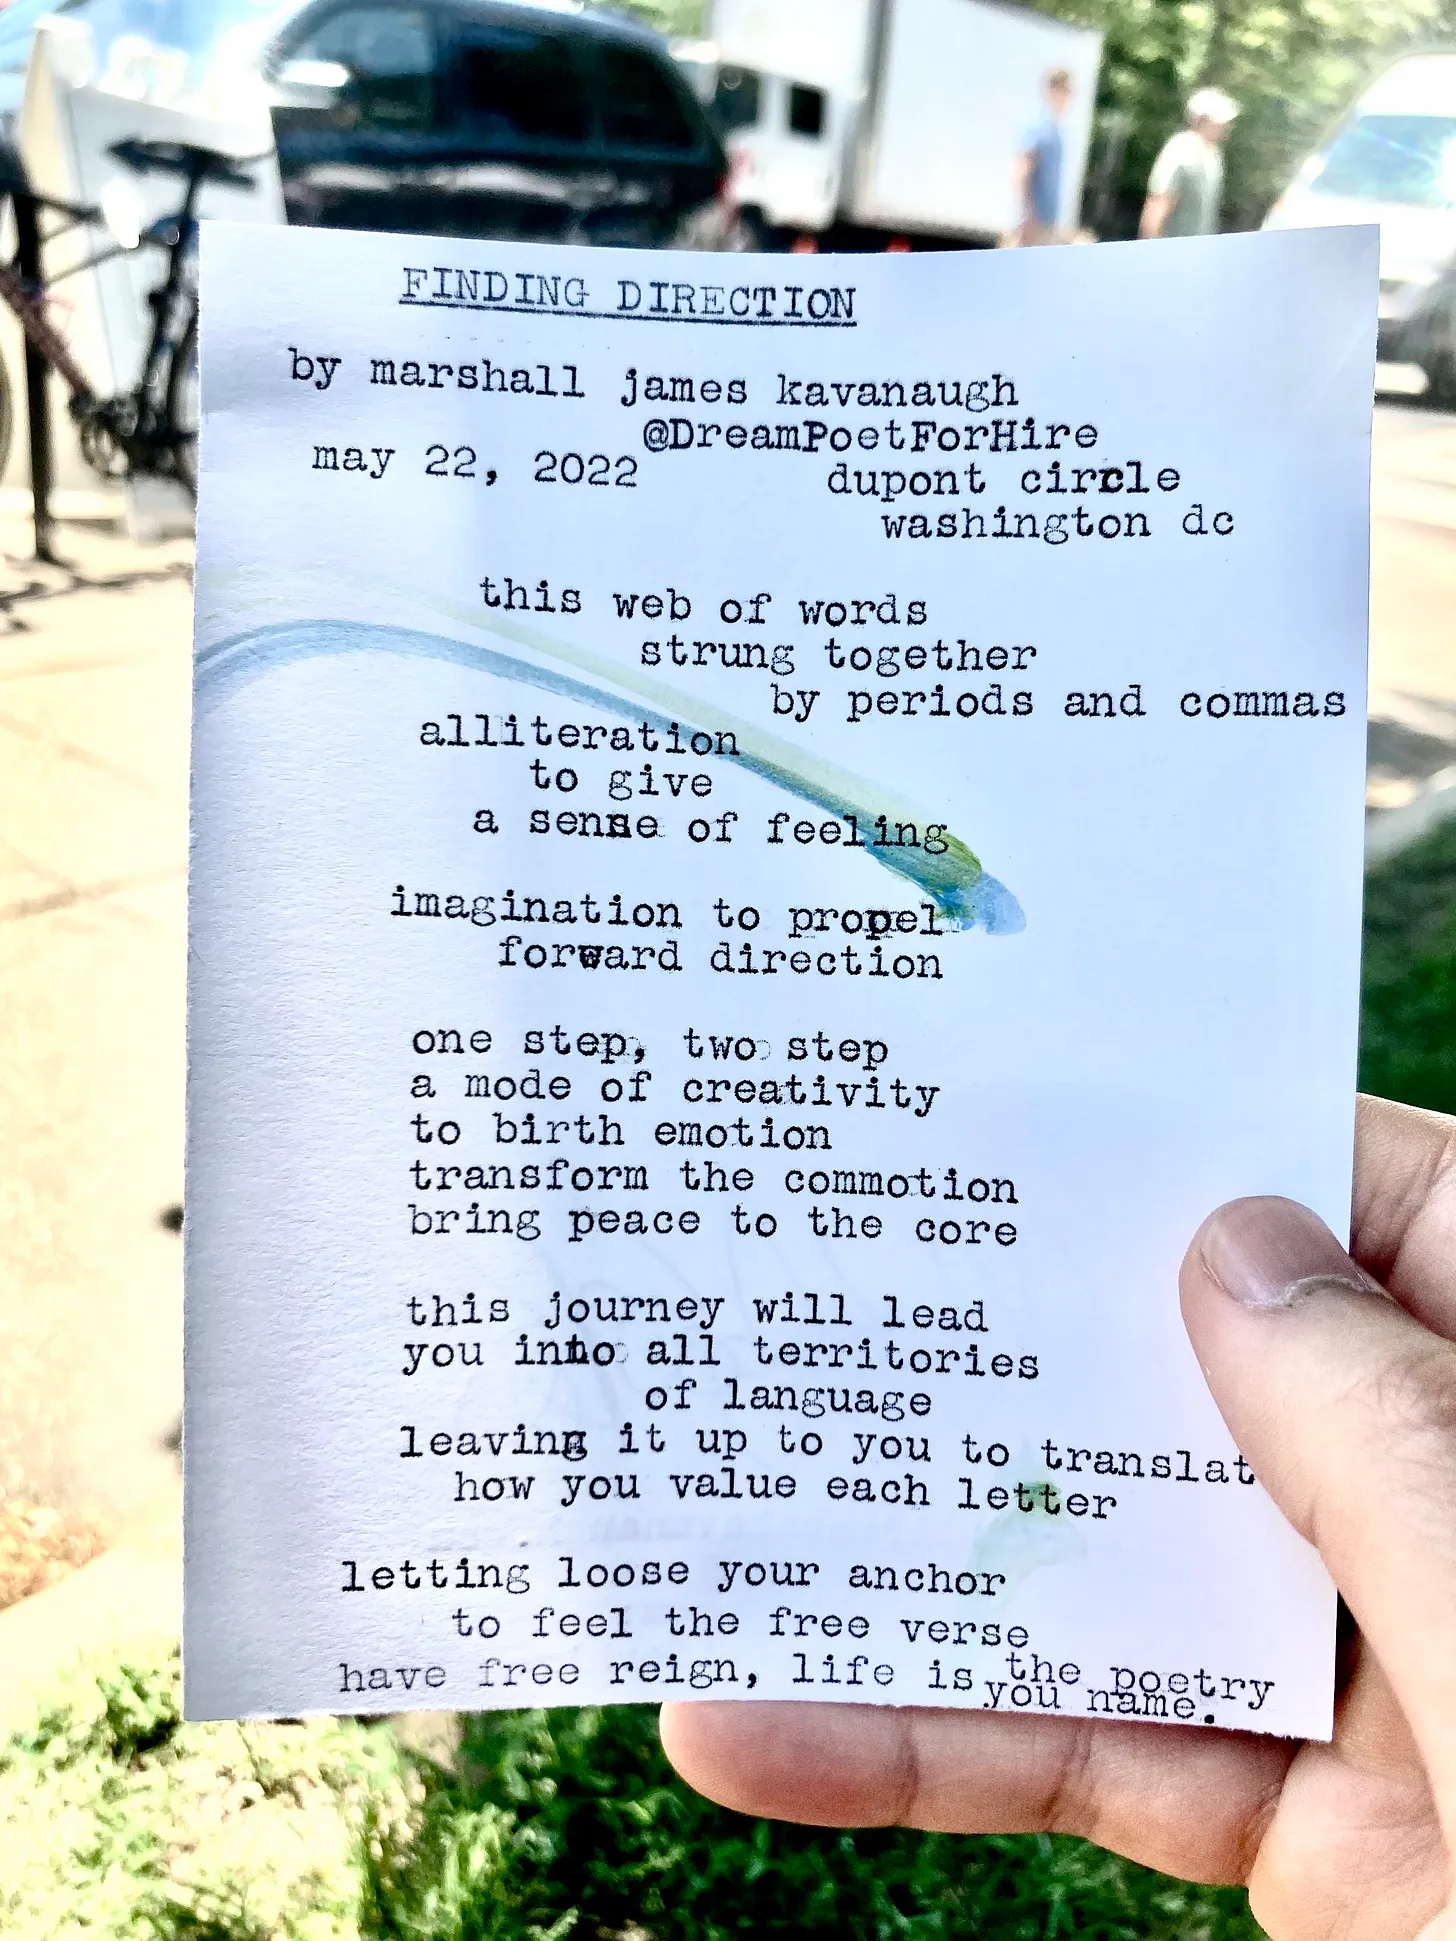 FINDING DIRECTION
by marshall james kavanaugh
@DreamPoetForHire
may 22, 2022
dupont circle
washington dc
this web of words
strung together
by periods and commas
alliteration
to give
a sense of feeling
imagination to propel
forward direction
one step, two step
a mode of creativity
to birth emotion
transform the commotion
bring peace to the core
this journey will lead
you into all territories
of language
leaving it up to you to translat
how you value each letter
letting loose your anchor
to feel the free verse
have free reign, life is the poetry
you name.